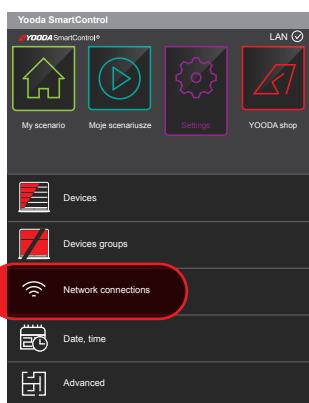 Yooda SmartControl
YOODA SmartControl®
LAN
My scenario
Moje scenariusze
Settings
YOODA shop
Devices
Devices groups
Network connections
Date, time
Advanced